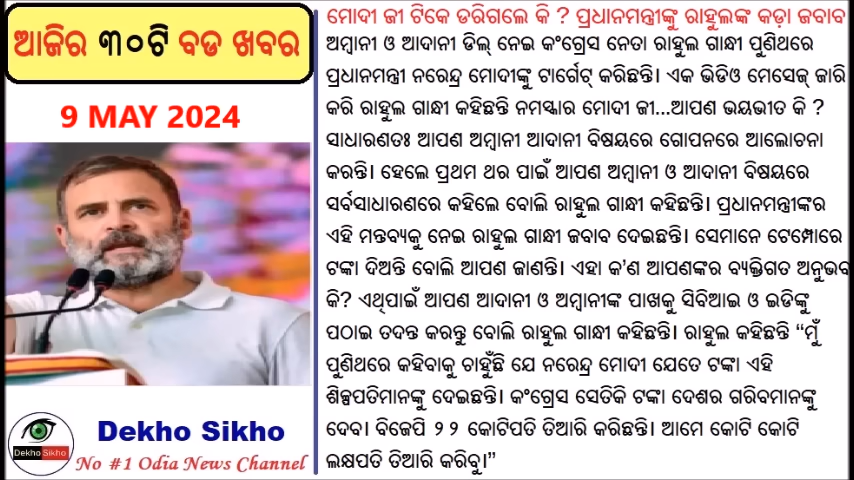 ଆଜିର ୩୦ଟି ବଡ ଖବର
9 MAY 2024
Dekho Sikho
Dekho Sikho
No #1 Odia News Channel
ମୋଦୀ ଜୀ ଟିକେ ଡରିଗଲେ କି ? ପ୍ରଧାନମନ୍ତ୍ରୀଙ୍କୁ ରାହୁଲଙ୍କ କଡ଼ା ଜବାବ
ଅମ୍ବାନୀ ଓ ଆଦାନୀ ଡିଲ୍ ନେଇ କଂଗ୍ରେସ ନେତା ରାହୁଲ ଗାନ୍ଧୀ ପୁଣିଥରେ
ପ୍ରଧାନମନ୍ତ୍ରୀ ନରେନ୍ଦ୍ର ମୋଦୀଙ୍କୁ ଟାର୍ଗେଟ୍ କରିଛନ୍ତି। ଏକ ଭିଡିଓ ମେସେଜ୍ ଜାରି
କରି ରାହୁଲ ଗାନ୍ଧୀ କହିଛନ୍ତି ନମସ୍କାର ମୋଦୀ ଜୀ...ଆପଣ ଭୟଭୀତ କି ?
ସାଧାରଣତଃ ଆପଣ ଅମ୍ବାନୀ ଆଦାନୀ ବିଷୟରେ ଗୋପନରେ ଆଲୋଚନା
କରନ୍ତି। ହେଲେ ପ୍ରଥମ ଥର ପାଇଁ ଆପଣ ଅମ୍ବାନୀ ଓ ଆଦାନୀ ବିଷୟରେ
ସର୍ବସାଧାରଣରେ କହିଲେ ବୋଲି ରାହୁଲ ଗାନ୍ଧୀ କହିଛନ୍ତି। ପ୍ରଧାନମନ୍ତ୍ରୀଙ୍କର
ଏହି ମନ୍ତବ୍ୟକୁ ନେଇ ରାହୁଲ ଗାନ୍ଧୀ ଜବାବ ଦେଇଛନ୍ତି। ସେମାନେ ଟେମ୍ପୋରେ
ଟଙ୍କା ଦିଅନ୍ତି ବୋଲି ଆପଣ ଜାଣନ୍ତି। ଏହା କ'ଣ ଆପଣଙ୍କର ବ୍ୟକ୍ତିଗତ ଅନୁଭବ
କି? ଏଥିପାଇଁ ଆପଣ ଆଦାନୀ ଓ ଅମ୍ବାନୀଙ୍କ ପାଖକୁ ସିବିଆଇ ଓ ଇଡିଙ୍କୁ
ପଠାଇ ତଦନ୍ତ କରନ୍ତୁ ବୋଲି ରାହୁଲ ଗାନ୍ଧୀ କହିଛନ୍ତି। ରାହୁଲ କହିଛନ୍ତି “ମୁଁ
ପୁଣିଥରେ କହିବାକୁ ଚାହୁଁଛି ଯେ ନରେନ୍ଦ୍ର ମୋଦୀ ଯେତେ ଟଙ୍କା ଏହି
ଶିଳ୍ପପତିମାନଙ୍କୁ ଦେଇଛନ୍ତି। କଂଗ୍ରେସ ସେତିକି ଟଙ୍କା ଦେଶର ଗରିବମାନଙ୍କୁ
ଦେବ। ବିଜେପି ୨୨ କୋଟିପତି ତିଆରି କରିଛନ୍ତି। ଆମେ କୋଟି କୋଟି
ଲକ୍ଷପତି ତିଆରି କରିବୁ।”